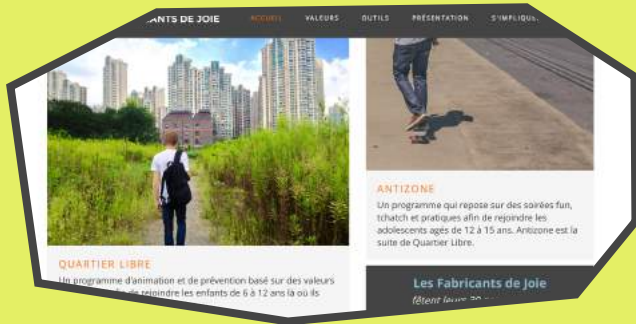 ANTS DE JOIE
ACCUEIL
VALEURS
OUTILS
PRÉSENTATION
S'IMPLIQUE
ANTIZONE
Un programme qui repose sur des soirées fun,
tchatch et pratiques afin de rejoindre les
adolescents agés de 12 à 15 ans. Antizone est la
suite de Quartier Libre.
QUARTIER LIBRE
Un programme d'animation et de prévention basé sur des valeurs
de rejoindre les enfants de 6 à 12 ans là où ils
Les Fabricants de Joie
fêtent leurs 30